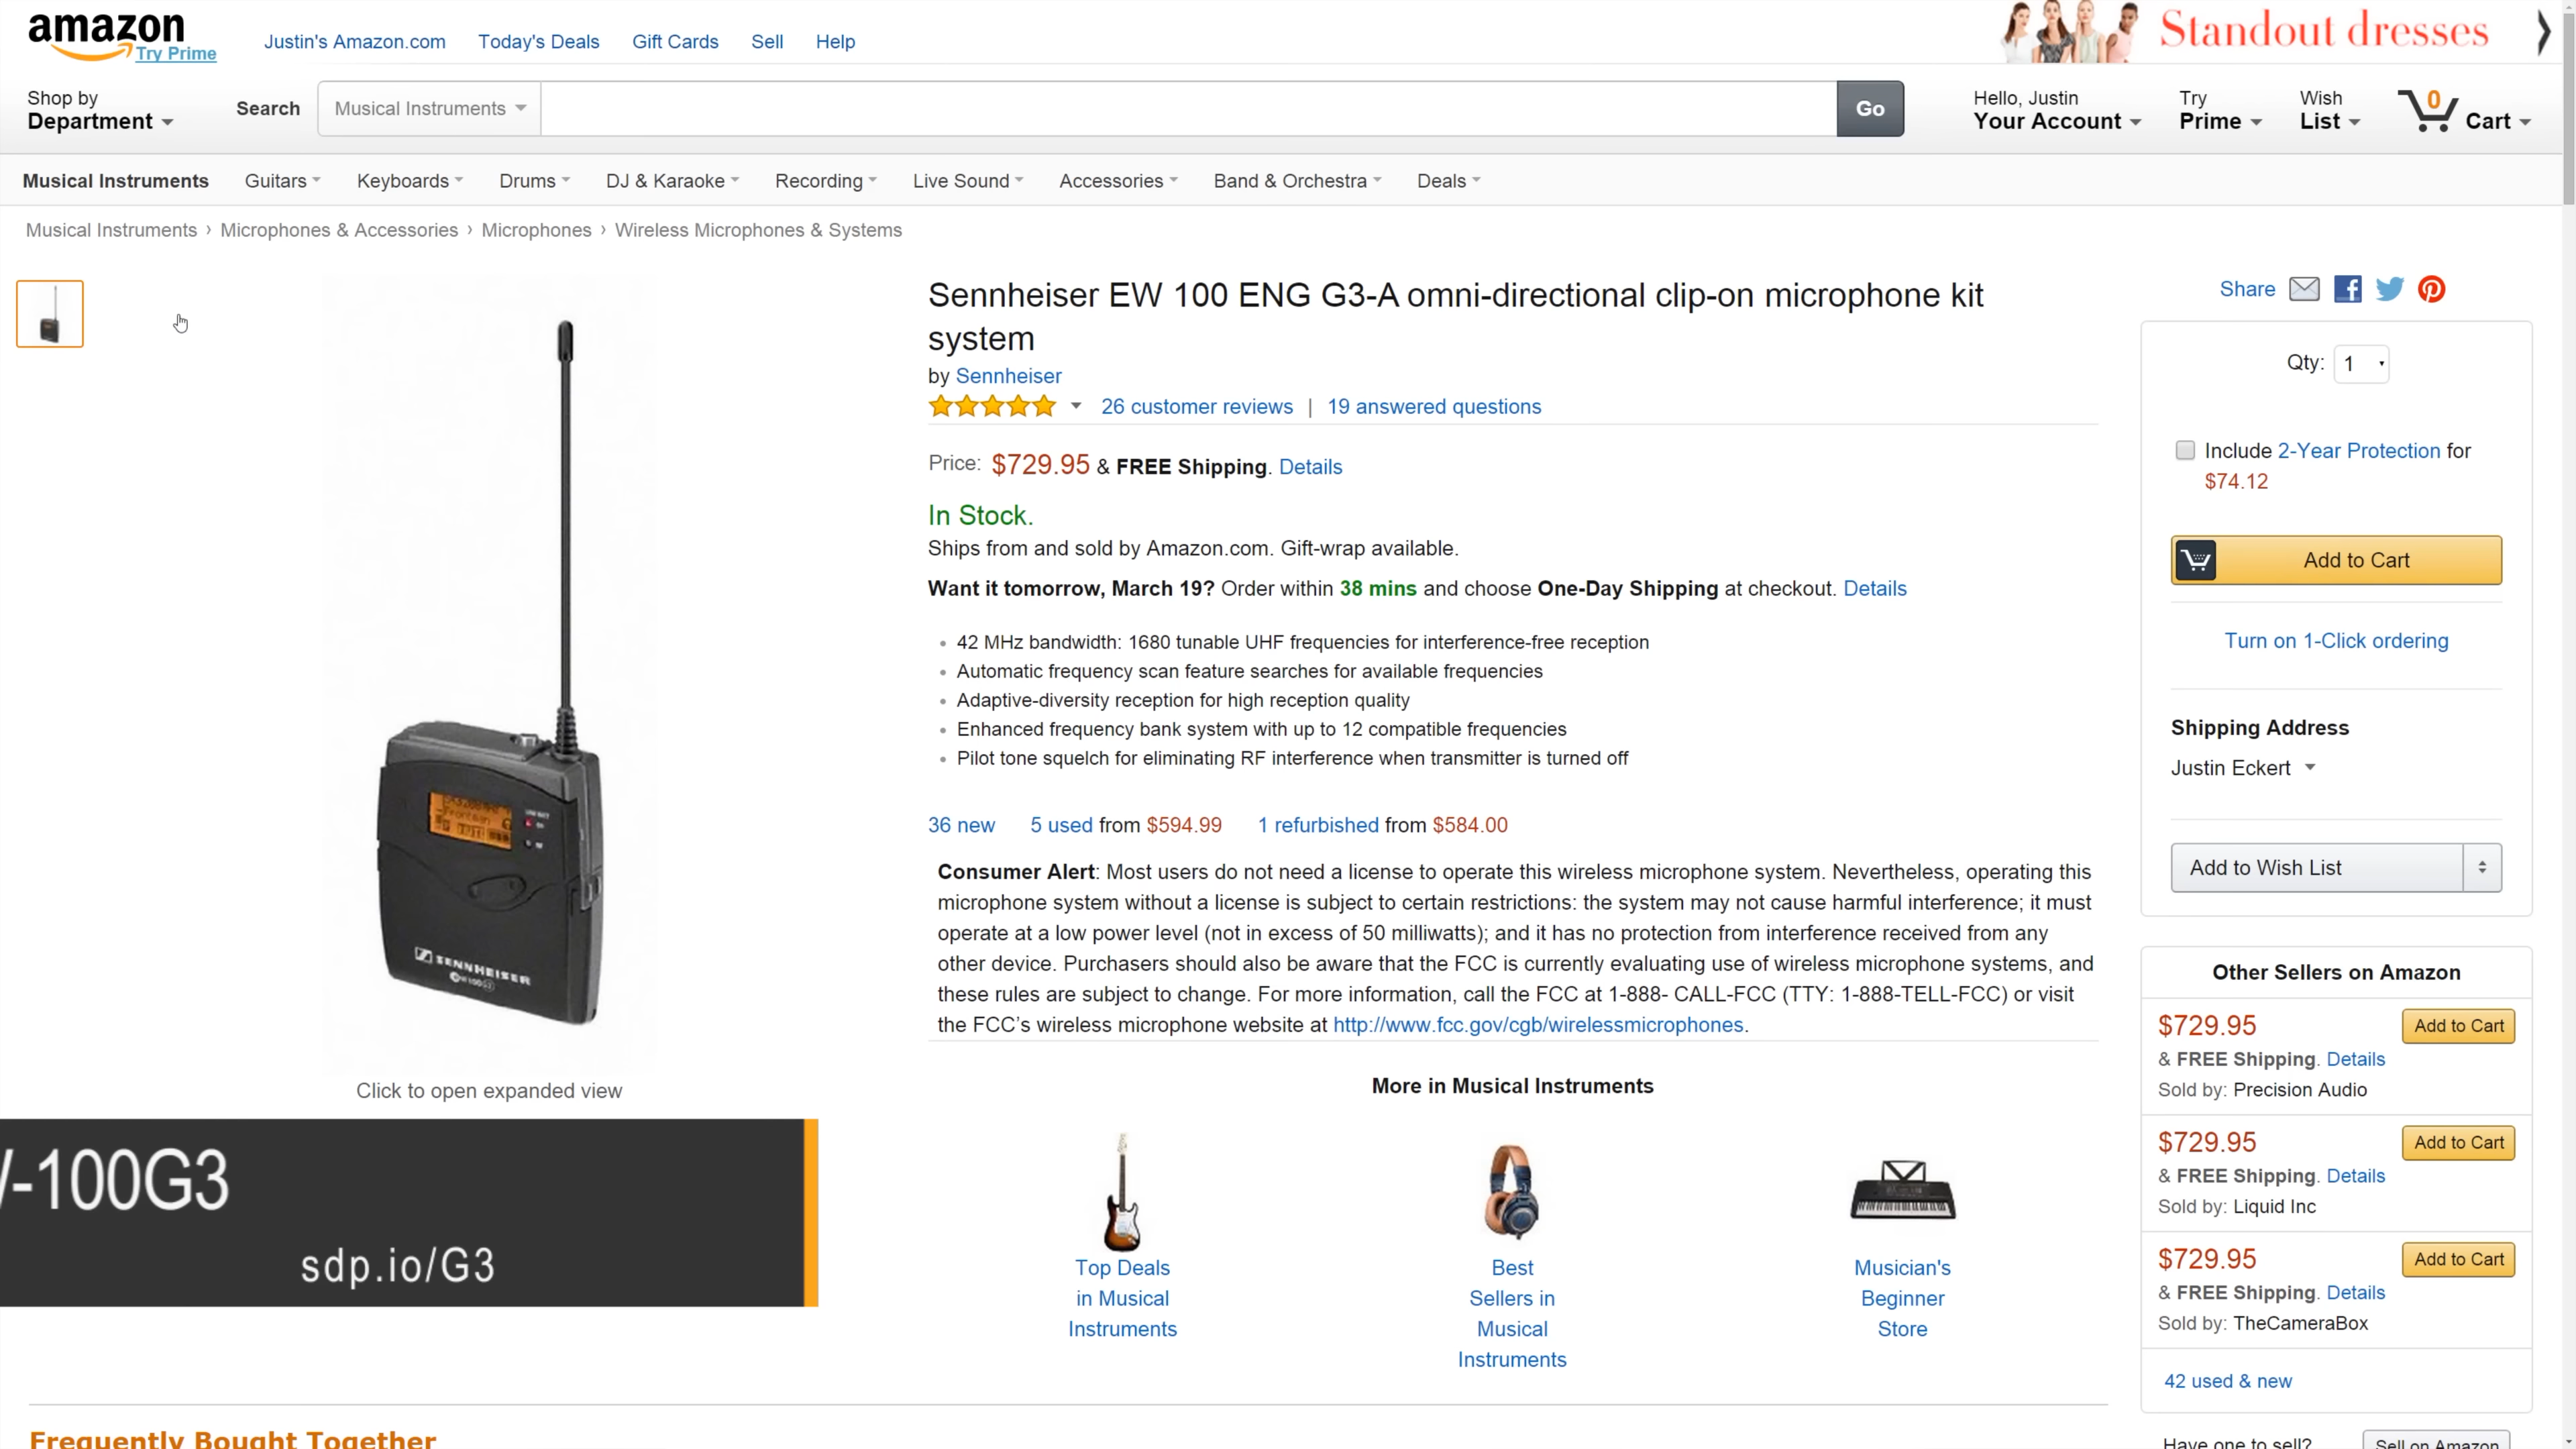 amazon
Try Prime
Justin's Amazon.com Today's Deals Gift Cards Sell Help
Standout dresses
Shop by
Department
Search Musical Instruments Go
Hello, Justin
Your Account
Try
Prime
Wish
List
0
Cart
Musical Instruments Guitars Keyboards Drums DJ & Karaoke Recording Live Sound Accessories Band & Orchestra Deals
Musical Instruments › Microphones & Accessories › Microphones › Wireless Microphones & Systems
SENNHEISER
Click to open expanded view
/-100G3
sdp.io/G3
Sennheiser EW 100 ENG G3-A omni-directional clip-on microphone kit
system
by Sennheiser
26 customer reviews | 19 answered questions
Price: $729.95 & FREE Shipping. Details
In Stock.
Ships from and sold by Amazon.com. Gift-wrap available.
Want it tomorrow, March 19? Order within 38 mins and choose One-Day Shipping at checkout. Details
• 42 MHz bandwidth: 1680 tunable UHF frequencies for interference-free reception
• Automatic frequency scan feature searches for available frequencies
• Adaptive-diversity reception for high reception quality
• Enhanced frequency bank system with up to 12 compatible frequencies
• Pilot tone squelch for eliminating RF interference when transmitter is turned off
36 new 5 used from $594.99 1 refurbished from $584.00
Consumer Alert: Most users do not need a license to operate this wireless microphone system. Nevertheless, operating this
microphone system without a license is subject to certain restrictions: the system may not cause harmful interference; it must
operate at a low power level (not in excess of 50 milliwatts); and it has no protection from interference received from any
other device. Purchasers should also be aware that the FCC is currently evaluating use of wireless microphone systems, and
these rules are subject to change. For more information, call the FCC at 1-888- CALL-FCC (TTY: 1-888-TELL-FCC) or visit
the FCC's wireless microphone website at http://www.fcc.gov/cgb/wirelessmicrophones.
More in Musical Instruments
Top Deals
in Musical
Instruments
Best
Sellers in
Musical
Instruments
Musician's
Beginner
Store
Share
Qty: 1
Include 2-Year Protection for
$74.12
Add to Cart
Turn on 1-Click ordering
Shipping Address
Justin Eckert
Add to Wish List
Other Sellers on Amazon
$729.95 Add to Cart
& FREE Shipping. Details
Sold by: Precision Audio
$729.95 Add to Cart
& FREE Shipping. Details
Sold by: Liquid Inc
$729.95 Add to Cart
& FREE Shipping. Details
Sold by: TheCameraBox
42 used & new
Have one to sell? Sell on Amazon
Frequently Bought Together